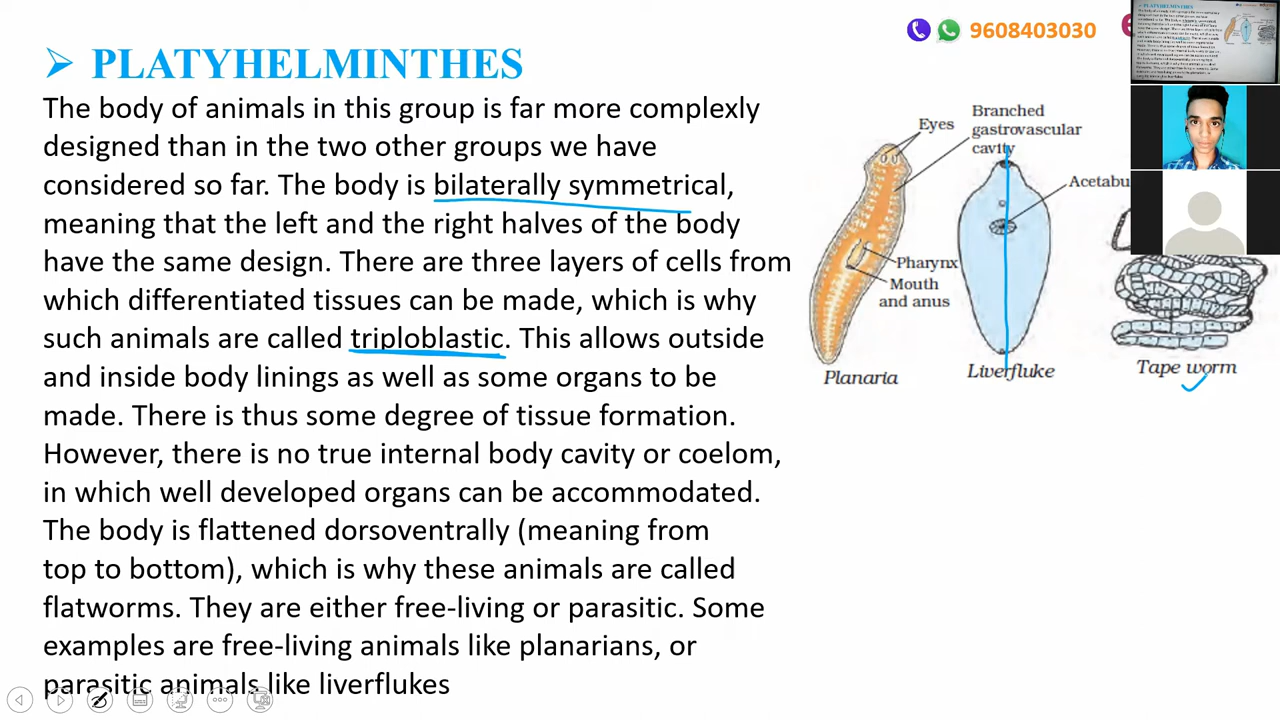 9608403030
PLATYHELMINTHES
The body of animals in this group is far more complexly
designed than in the two other groups we have
considered so far. The body is bilaterally symmetrical,
meaning that the left and the right halves of the body
have the same design. There are three layers of cells from
which differentiated tissues can be made, which is why
such animals are called triploblastic. This allows outside
and inside body linings as well as some organs to be
made. There is thus some degree of tissue formation.
However, there is no true internal body cavity or coelom,
in which well developed organs can be accommodated.
The body is flattened dorsoventrally (meaning from
top to bottom), which is why these animals are called
flatworms. They are either free-living or parasitic. Some
examples are free-living animals like planarians, or
parasitic animals like liverflukes
Eyes
Branched
gastrovascular
cavity
Acetabu
Pharynx
Mouth
and anus
Planaria
Liverfluke
Tape worm